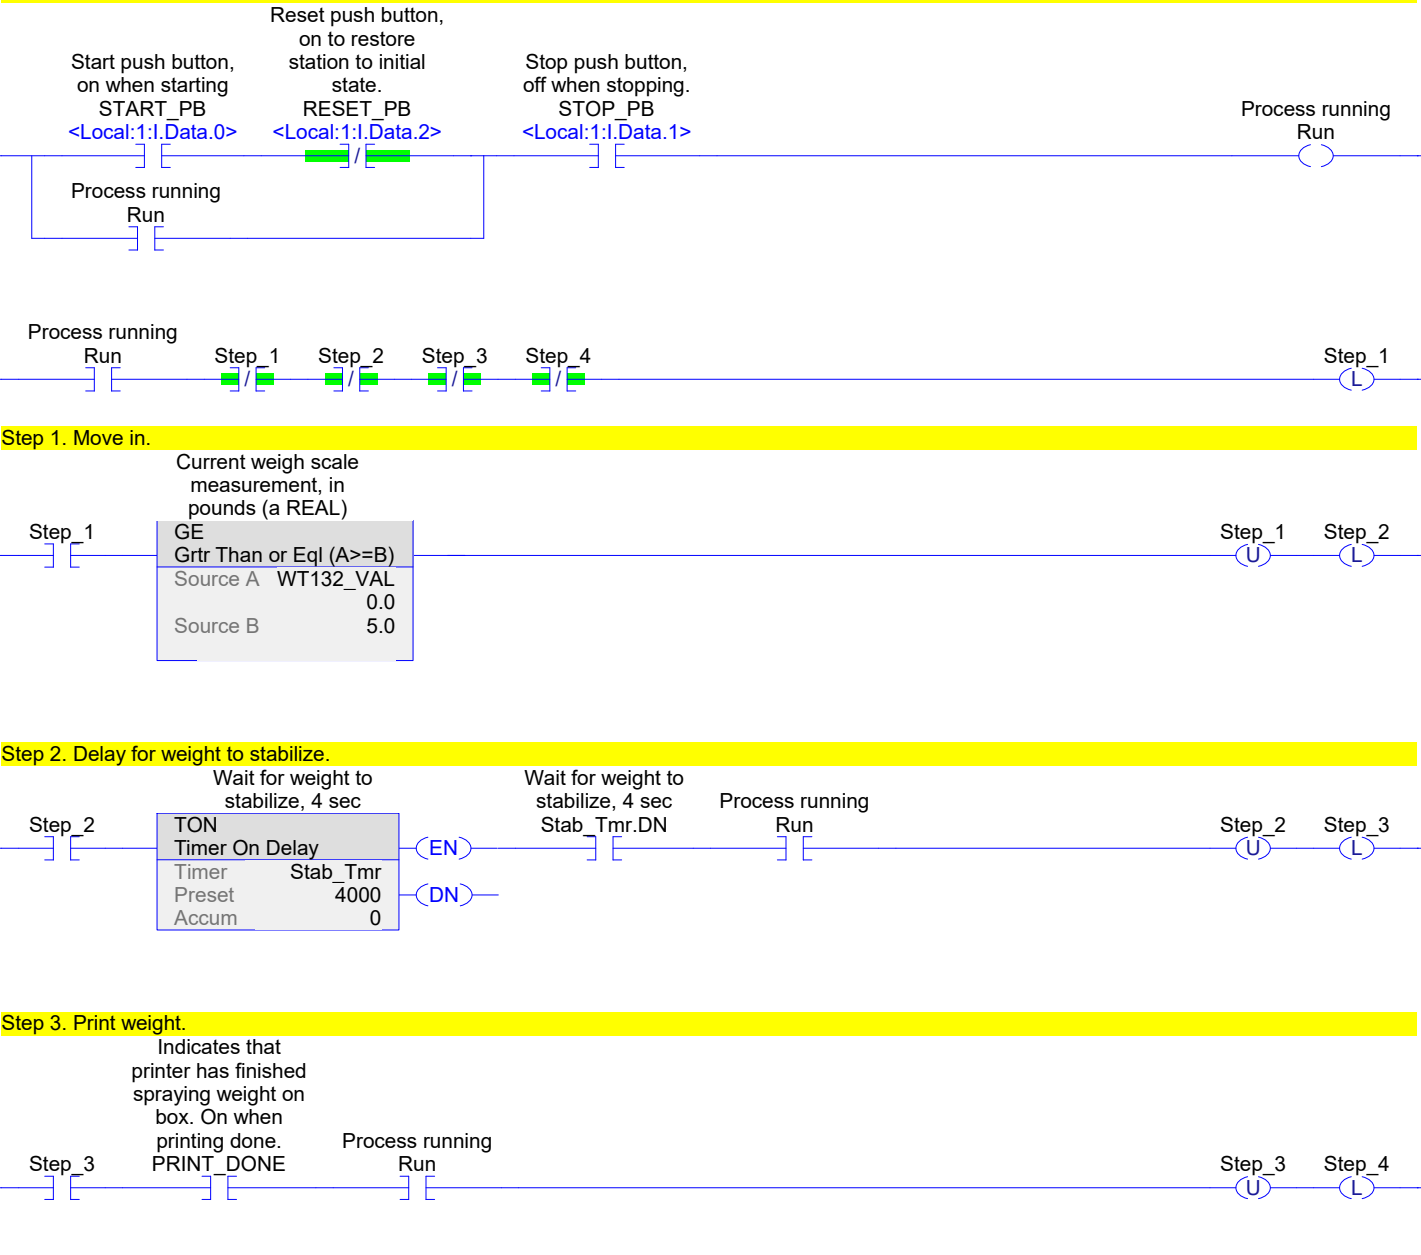 Start push button,
on when starting
START_PB
<Local:1:I.Data.0>
Reset push button,
on to restore
station to initial
state.
RESET_PB
<Local:1:I.Data.2>
Stop push button,
off when stopping.
STOP_PB
<Local:1:I.Data.1>
Process running
Run
/
Process running
Run
Process running
Run
Step_1
/
Step_2
/
Step_3
/
Step_4
/
Step_1
L
Step 1. Move in.
Current weigh scale
measurement, in
pounds (a REAL)
Step_1
GE
Grtr Than or Eql (A>=B)
Source A WT132_VAL
0.0
Source B 5.0
Step_1
U
Step_2
L
Step 2. Delay for weight to stabilize.
Wait for weight to
stabilize, 4 sec
Step_2
TON
Timer On Delay
Timer Stab_Tmr
Preset 4000
Accum 0
EN
DN
Wait for weight to
stabilize, 4 sec
Stab_Tmr.DN
Process running
Run
Step_2
U
Step_3
L
Step 3. Print weight.
Indicates that
printer has finished
spraying weight on
box. On when
printing done.
Step_3
PRINT_DONE
Process running
Run
Step_3
U
Step_4
L